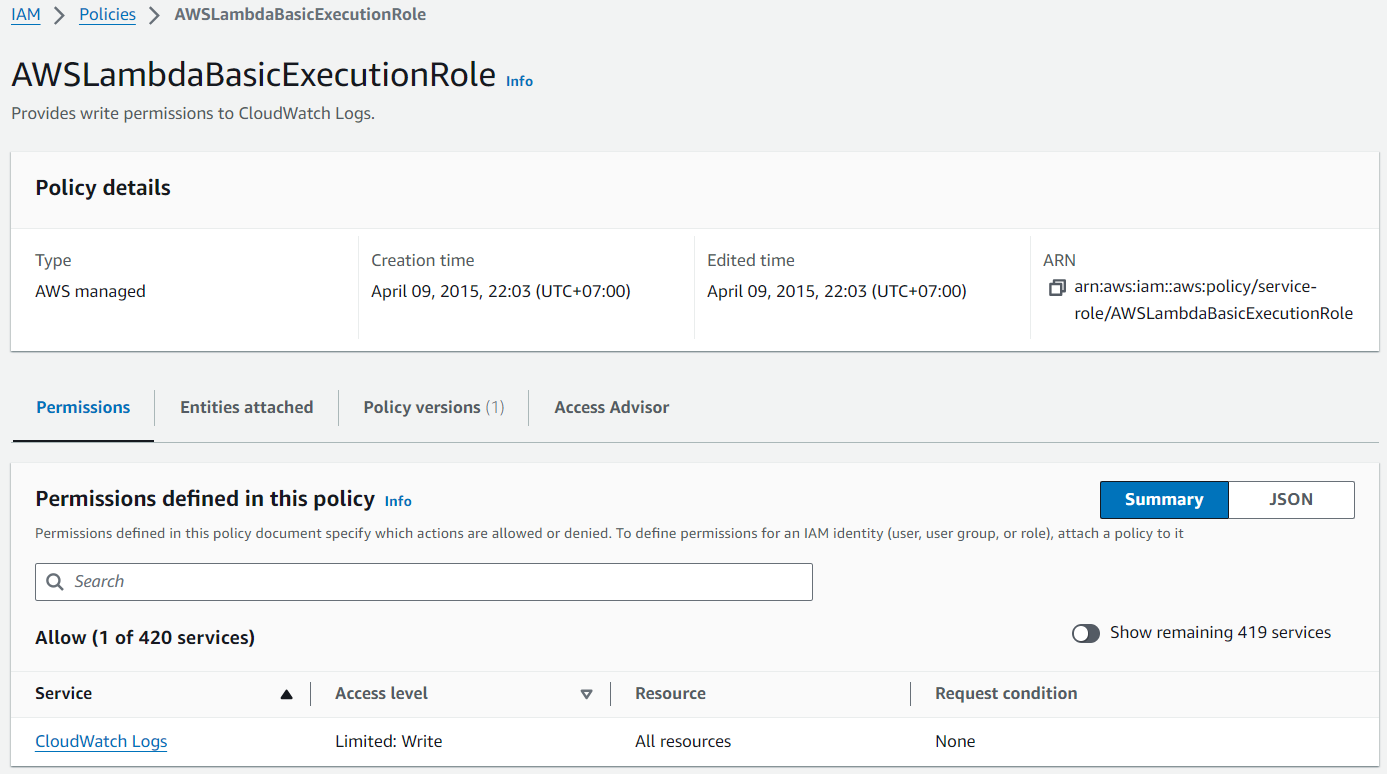 IAM > Policies > AWSLambdaBasicExecutionRole
AWSLambdaBasicExecutionRole Info
Provides write permissions to CloudWatch Logs.
Policy details
Type
AWS managed
Creation time
April 09, 2015, 22:03 (UTC+07:00)
Edited time
April 09, 2015, 22:03 (UTC+07:00)
ARN
arn:aws:iam::aws:policy/service-
role/AWSLambdaBasicExecutionRole
Permissions Entities attached Policy versions (1) Access Advisor
Permissions defined in this policy Info
Summary JSON
Permissions defined in this policy document specify which actions are allowed or denied. To define permissions for an IAM identity (user, user group, or role), attach a policy to it
Search
Allow (1 of 420 services)
Show remaining 419 services
Service Access level Resource Request condition
CloudWatch Logs Limited: Write All resources None